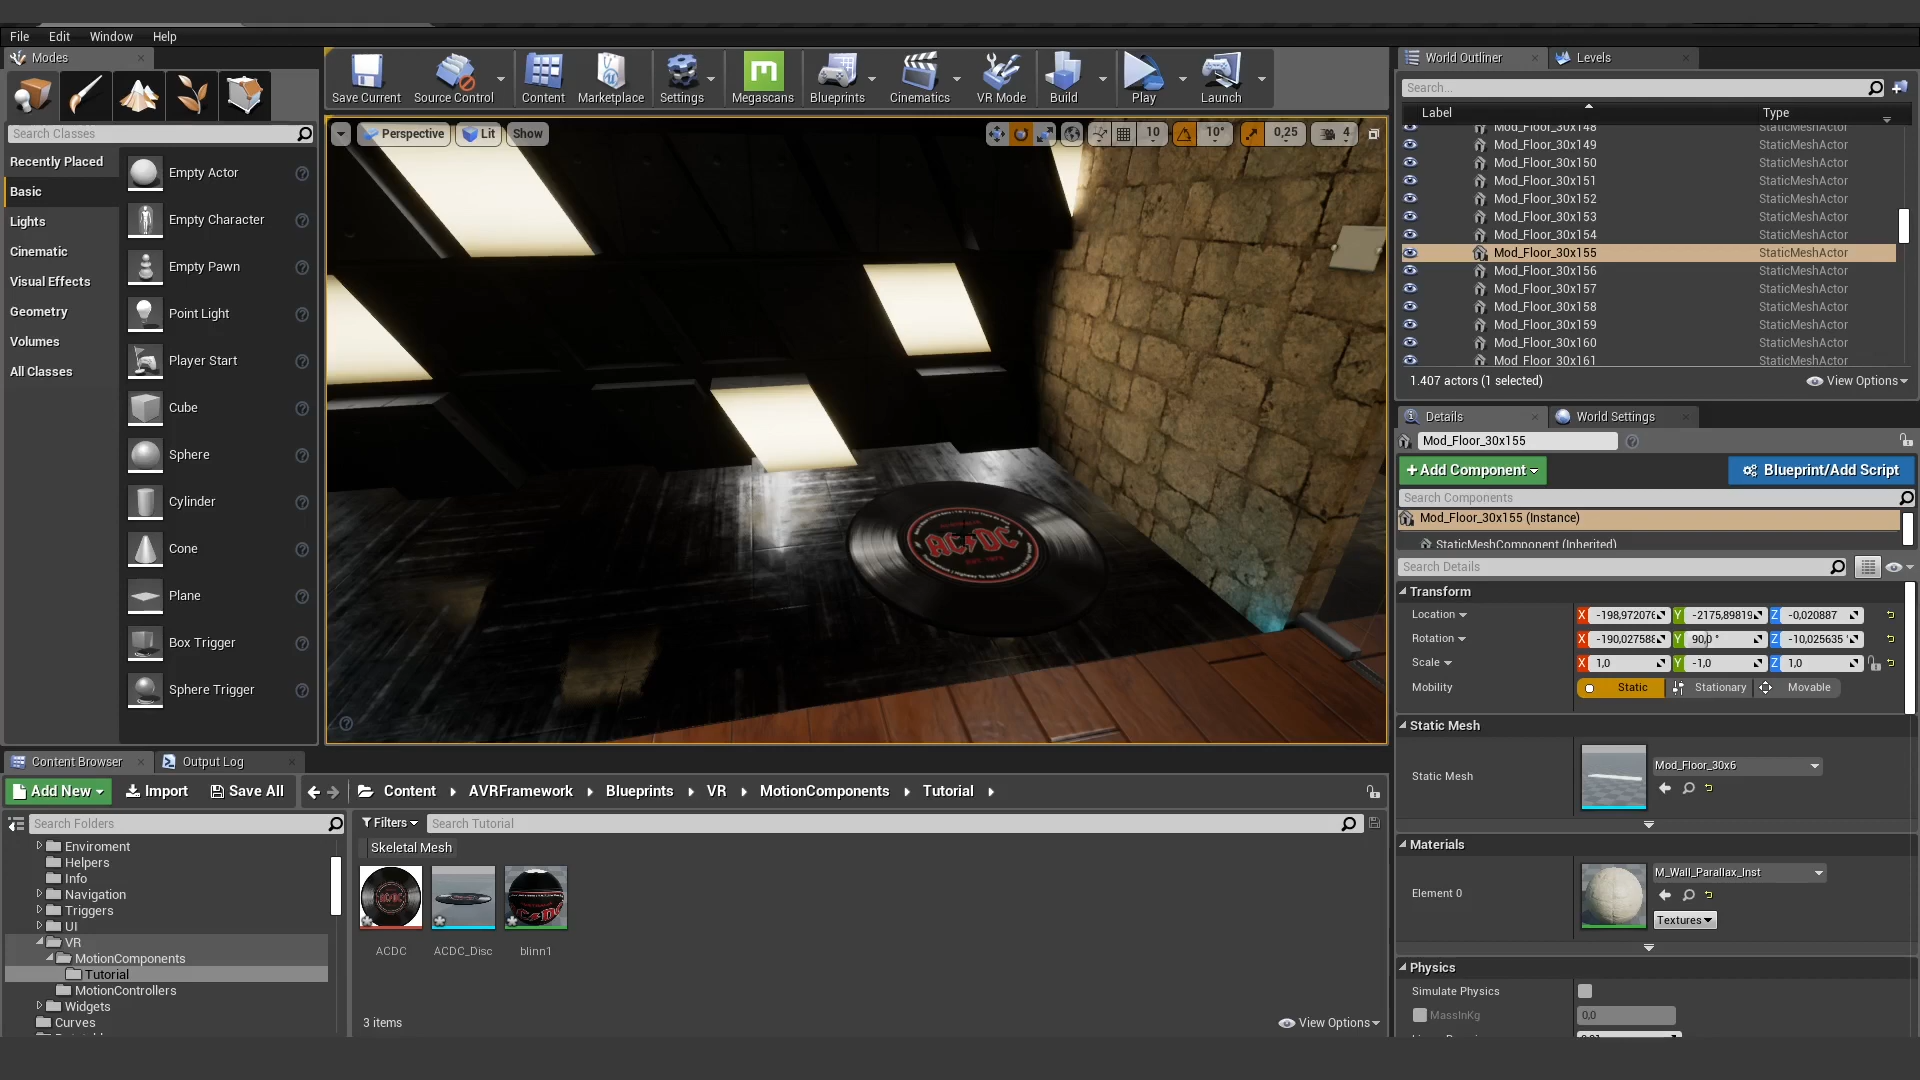 File Edit Window Help
Modes
Save Current
Source Control
Content
Marketplace
Settings
Megascans
Blueprints
Cinematics
VR Mode
Build
Play
Launch
Search Classes
Recently Placed
Basic
Lights
Cinematic
Visual Effects
Geometry
Volumes
All Classes
Empty Actor
Empty Character
Empty Pawn
Point Light
Player Start
Cube
Sphere
Cylinder
Cone
Plane
Box Trigger
Sphere Trigger
Perspective Lit Show
10 10° 0,25 4
AC DC
World Outliner Levels
Search...
Label Type
Mod_Floor_30x148 StaticMeshActor
Mod_Floor_30x149 StaticMeshActor
Mod_Floor_30x150 StaticMeshActor
Mod_Floor_30x151 StaticMeshActor
Mod_Floor_30x152 StaticMeshActor
Mod_Floor_30x153 StaticMeshActor
Mod_Floor_30x154 StaticMeshActor
Mod_Floor_30x155 StaticMeshActor
Mod_Floor_30x156 StaticMeshActor
Mod_Floor_30x157 StaticMeshActor
Mod_Floor_30x158 StaticMeshActor
Mod_Floor_30x159 StaticMeshActor
Mod_Floor_30x160 StaticMeshActor
Mod_Floor_30x161 StaticMeshActor
1.407 actors (1 selected) View Options
Details World Settings
Mod_Floor_30x155
+Add Component Blueprint/Add Script
Search Components
Mod_Floor_30x155 (Instance)
StaticMeshComponent (Inherited)
Search Details
Transform
Location X -198,972076 Y -2175,89819 Z -0,020887
Rotation X -190,027588 Y 90,0 ° Z -10,025635 °
Scale X 1,0 Y -1,0 Z 1,0
Mobility Static Stationary Movable
Static Mesh
Static Mesh Mod_Floor_30x6
Materials
Element 0 M_Wall_Parallax_Inst
Textures
Physics
Simulate Physics
MassInKg 0,0
Content Browser Output Log
Add New Import Save All Content AVRFramework Blueprints VR MotionComponents Tutorial
Search Folders
Enviroment
Helpers
Info
Navigation
Triggers
UI
VR
MotionComponents
Tutorial
MotionControllers
Widgets
Curves
Filters Search Tutorial
Skeletal Mesh
ACDC ACDC_Disc blinn1
3 items View Options